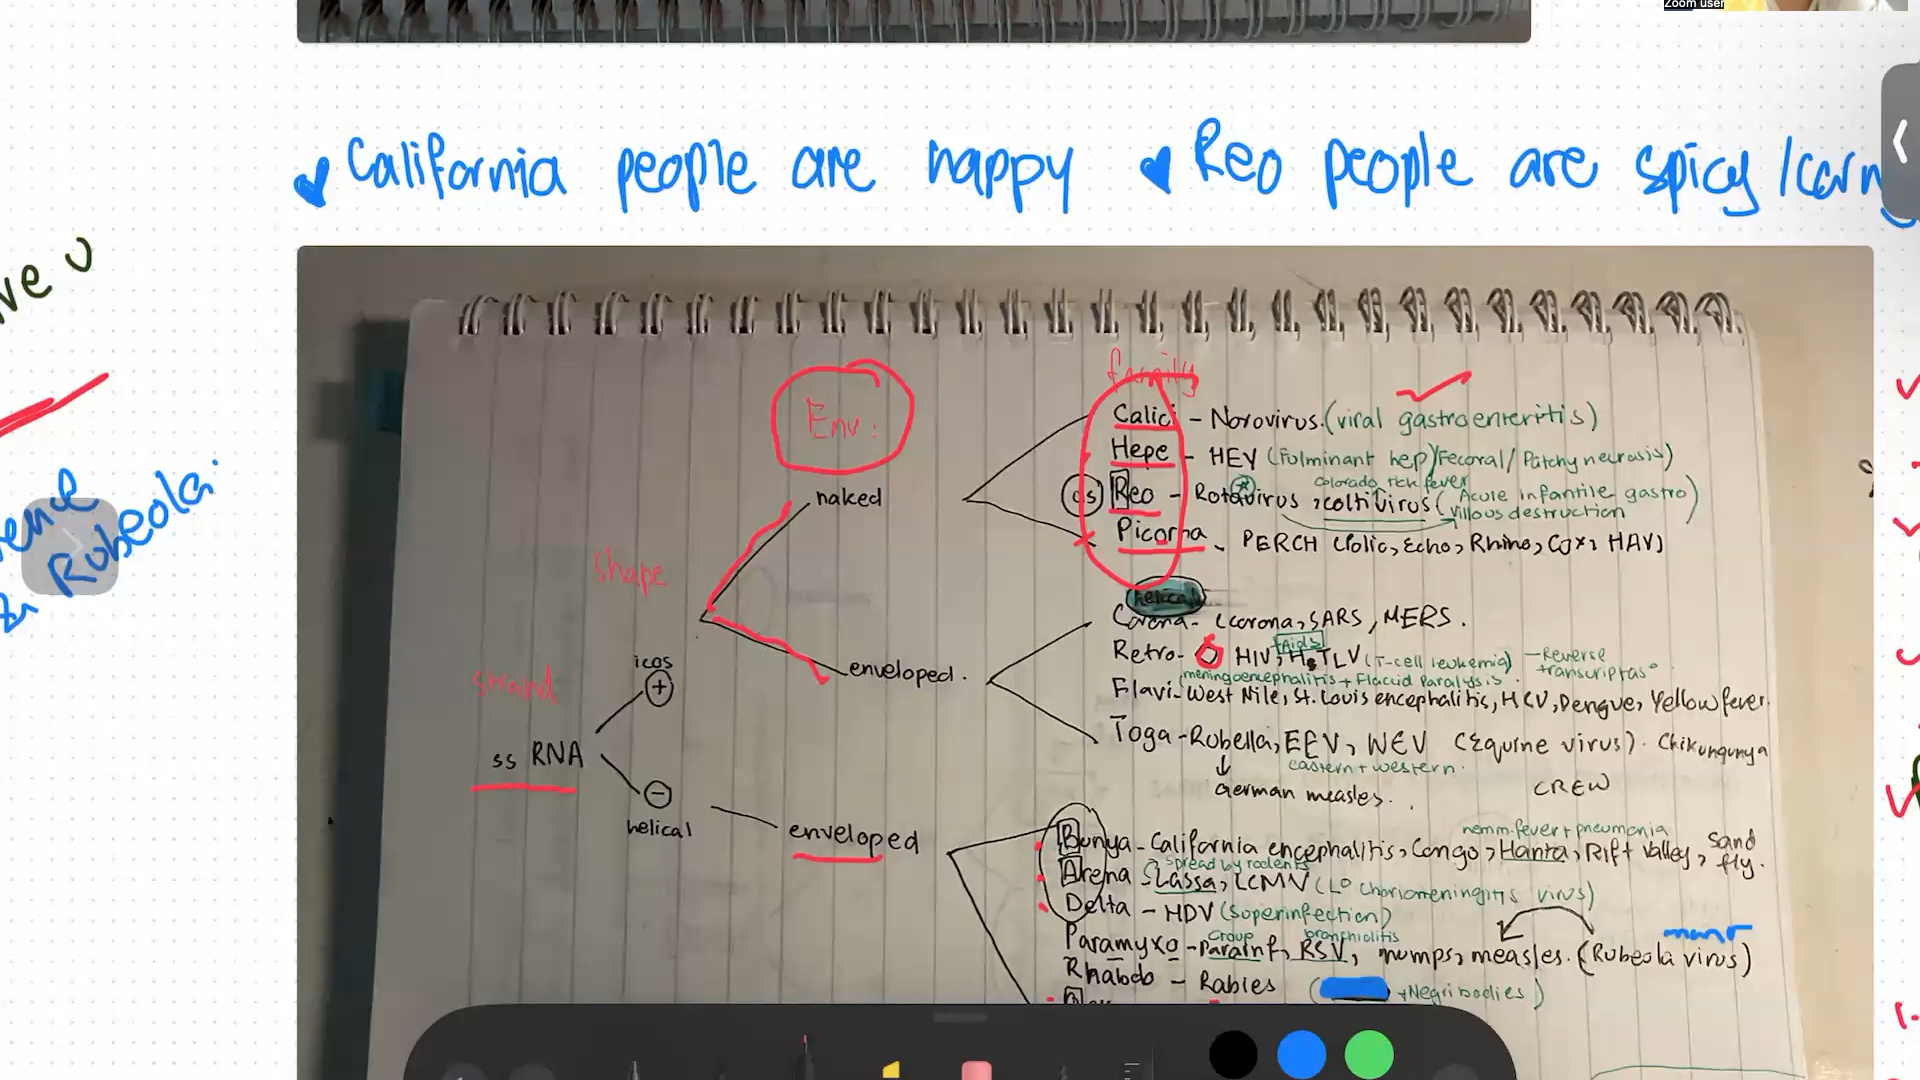 Zoom user
California people are happy
Reo people are spicy /
Rubeola
Env:
family
Calici - Norovirus. (viral gastroenteritis)
Hepe - HEV (Fulminant hep)/Fecoral/Patchy necrosis)
colorado tick fever
ds Reo - Rotavirus, coltivirus (Acute infantile gastro)
villous destruction
naked
Picorna - PERCH (Polio, Echo, Rhino, Cox, HAV)
shape
helical
Corona - (corona, SARS, MERS.
Aids
Retro- HIV, HTLV (T-cell leukemia) - Reverse transcriptase
enveloped.
meningoencephalitis + Flaccid Paralysis.
Flavi- West Nile, St. Louis encephalitis, HCV, Dengue, Yellow fever.
icos
+
strand
Toga - Rubella, EEV, WEV (Equine virus). Chikungunya
eastern + western.
ss RNA
German measles.
CREW
-
helical
enveloped
hemm. fever + pneumonia
Bunya - California encephalitis, Congo, Hanta, Rift valley, sand fly.
spread by rodents
Arena - Lassa, LCMV (Lo choriomeningitis virus)
Delta - HDV (superinfection)
croup bronchiolitis
Paramyxo - parainf, RSV, mumps, measles. (Rubeola virus)
Rhabdo - Rabies ( + Negri bodies)